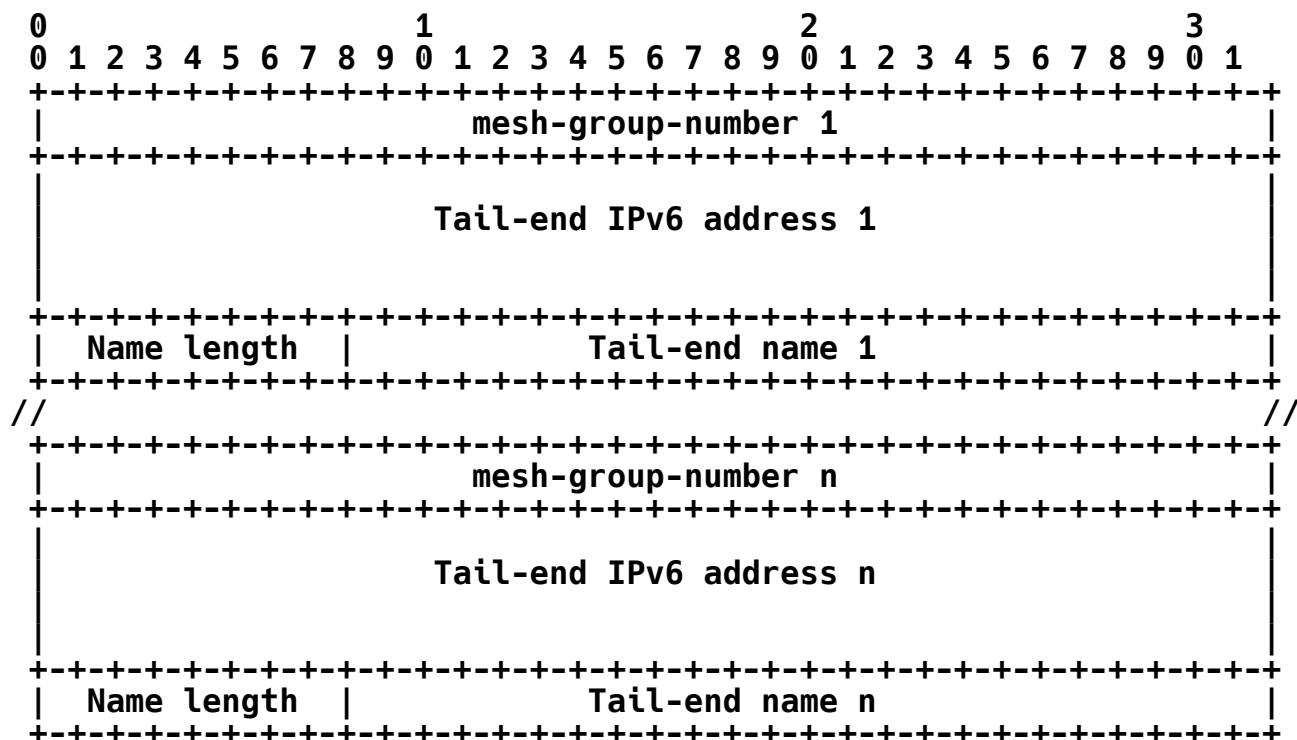 0                   1                   2                   3
0 1 2 3 4 5 6 7 8 9 0 1 2 3 4 5 6 7 8 9 0 1 2 3 4 5 6 7 8 9 0 1
+-+-+-+-+-+-+-+-+-+-+-+-+-+-+-+-+-+-+-+-+-+-+-+-+-+-+-+-+-+-+-+-+
|                      mesh-group-number 1                      |
+-+-+-+-+-+-+-+-+-+-+-+-+-+-+-+-+-+-+-+-+-+-+-+-+-+-+-+-+-+-+-+-+
|                                                               |
|                    Tail-end IPv6 address 1                    |
|                                                               |
|                                                               |
+-+-+-+-+-+-+-+-+-+-+-+-+-+-+-+-+-+-+-+-+-+-+-+-+-+-+-+-+-+-+-+-+
|  Name length  |            Tail-end name 1                    |
+-+-+-+-+-+-+-+-+-+-+-+-+-+-+-+-+-+-+-+-+-+-+-+-+-+-+-+-+-+-+-+-+
//                                                               //
+-+-+-+-+-+-+-+-+-+-+-+-+-+-+-+-+-+-+-+-+-+-+-+-+-+-+-+-+-+-+-+-+
|                      mesh-group-number n                      |
+-+-+-+-+-+-+-+-+-+-+-+-+-+-+-+-+-+-+-+-+-+-+-+-+-+-+-+-+-+-+-+-+
|                                                               |
|                    Tail-end IPv6 address n                    |
|                                                               |
|                                                               |
+-+-+-+-+-+-+-+-+-+-+-+-+-+-+-+-+-+-+-+-+-+-+-+-+-+-+-+-+-+-+-+-+
|  Name length  |            Tail-end name n                    |
+-+-+-+-+-+-+-+-+-+-+-+-+-+-+-+-+-+-+-+-+-+-+-+-+-+-+-+-+-+-+-+-+